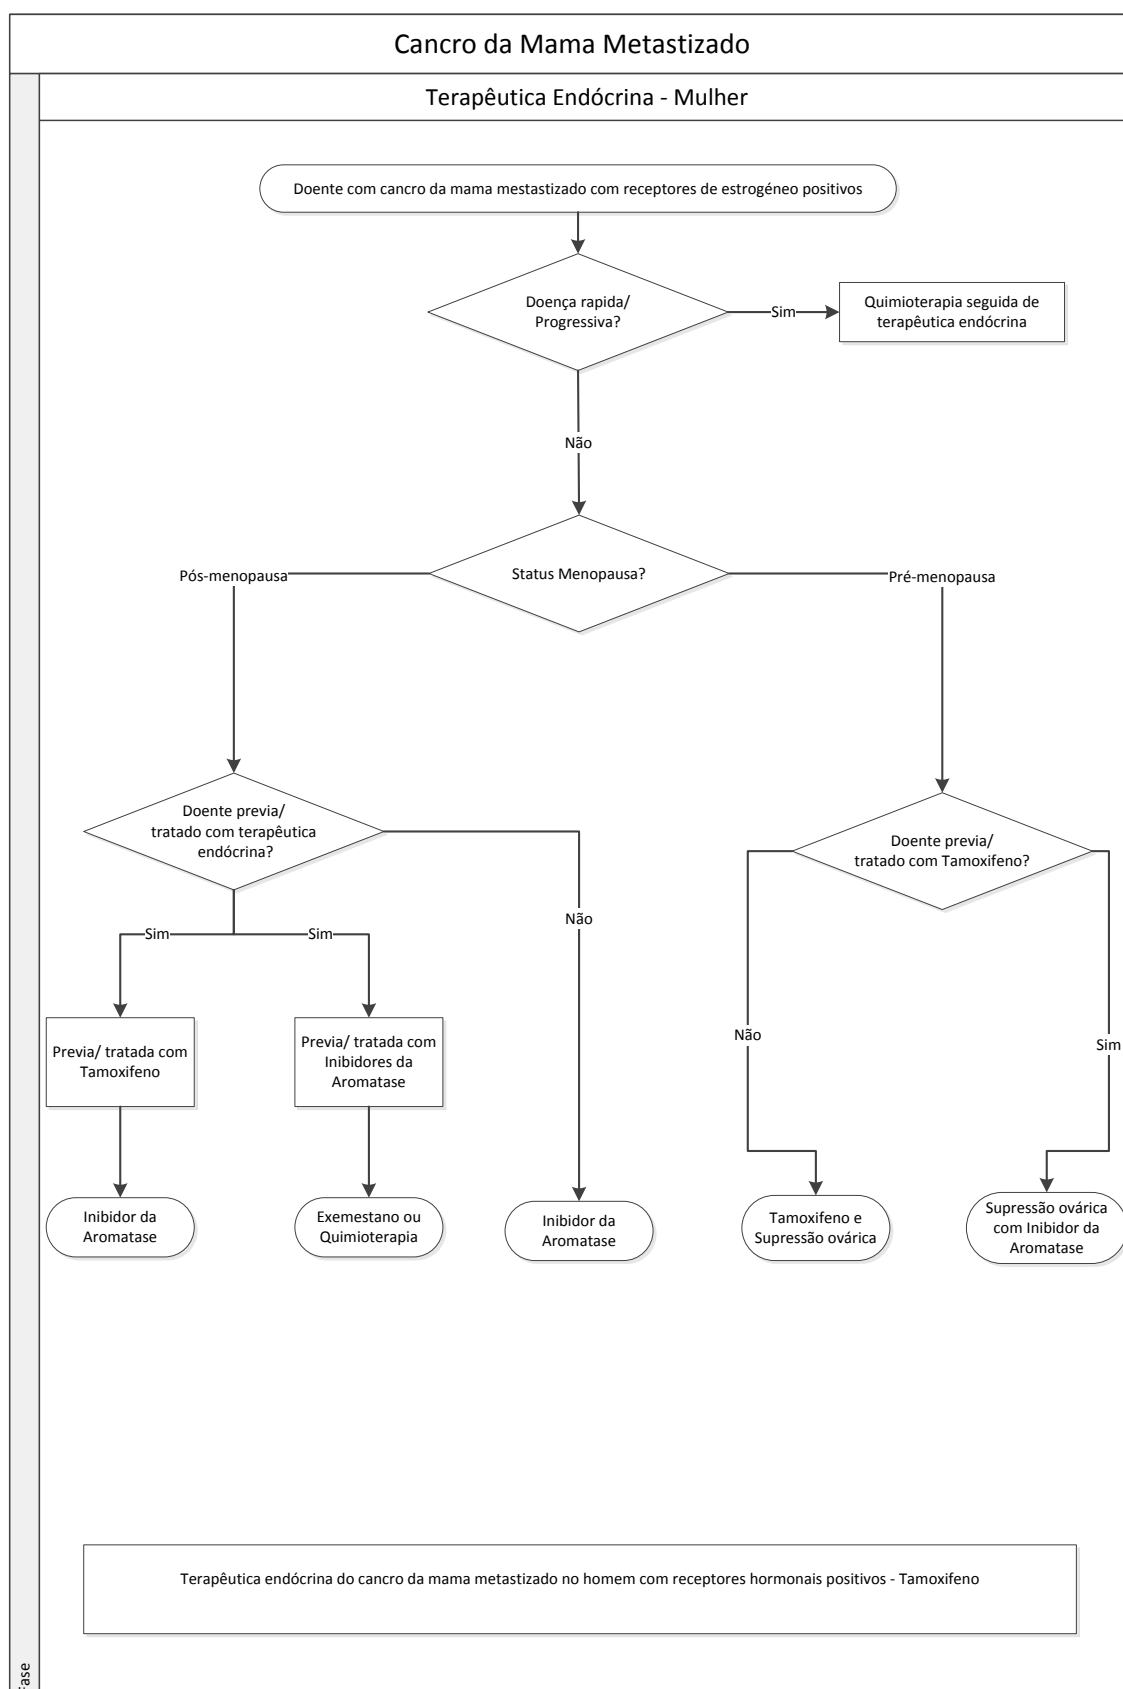 Cancro da Mama Metastizado
Terapêutica Endócrina - Mulher
Doente com cancro da mama mestastizado com receptores de estrogéneo positivos
Doença rapida/
Progressiva?
Sim
Quimioterapia seguida de
terapêutica endócrina
Não
Status Menopausa?
Pós-menopausa
Pré-menopausa
Doente previa/
tratado com terapêutica
endócrina?
Doente previa/
tratado com Tamoxifeno?
Não
Sim
Sim
Previa/ tratada com
Tamoxifeno
Previa/ tratada com
Inibidores da
Aromatase
Não
Sim
Inibidor da
Aromatase
Exemestano ou
Quimioterapia
Inibidor da
Aromatase
Tamoxifeno e
Supressão ovárica
Supressão ovárica
com Inibidor da
Aromatase
Terapêutica endócrina do cancro da mama metastizado no homem com receptores hormonais positivos - Tamoxifeno